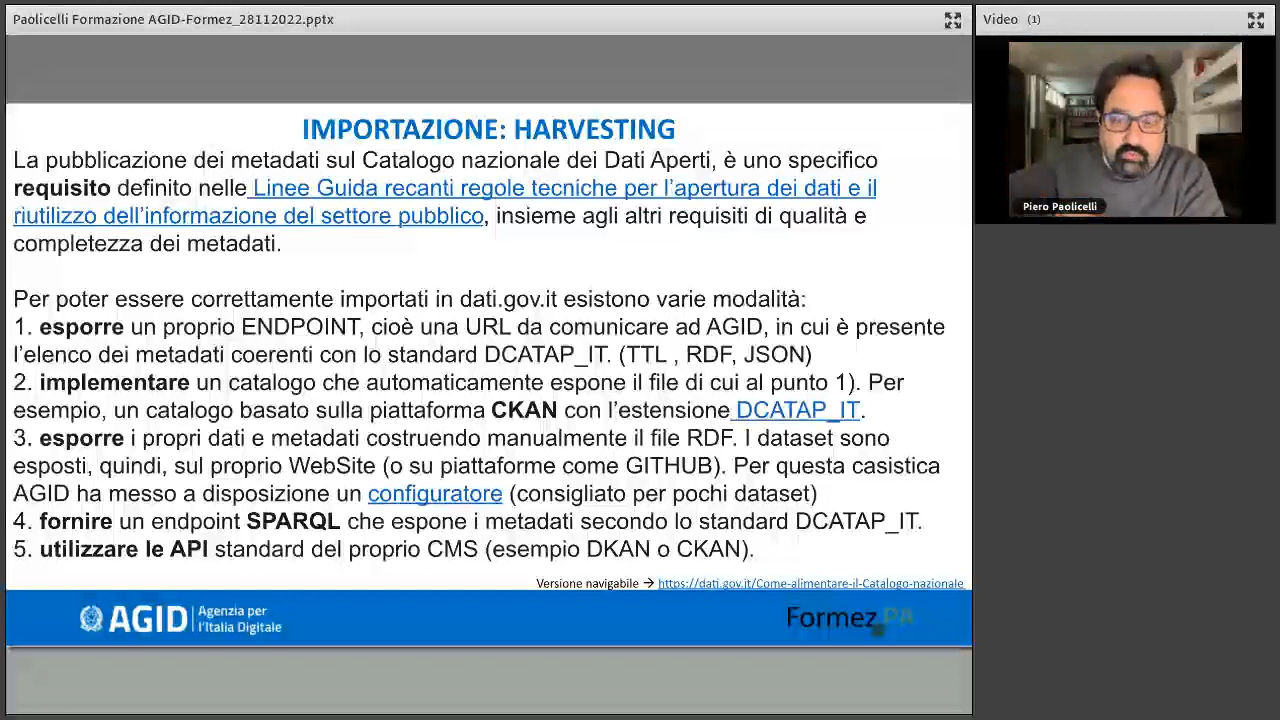 Paolicelli Formazione AGID-Formez_28112022.pptx
Video (1)
Piero Paolicelli
IMPORTAZIONE: HARVESTING
La pubblicazione dei metadati sul Catalogo nazionale dei Dati Aperti, è uno specifico
requisito definito nelle Linee Guida recanti regole tecniche per l’apertura dei dati e il
riutilizzo dell’informazione del settore pubblico, insieme agli altri requisiti di qualità e
completezza dei metadati.
Per poter essere correttamente importati in dati.gov.it esistono varie modalità:
1. esporre un proprio ENDPOINT, cioè una URL da comunicare ad AGID, in cui è presente
l’elenco dei metadati coerenti con lo standard DCATAP_IT. (TTL , RDF, JSON)
2. implementare un catalogo che automaticamente espone il file di cui al punto 1). Per
esempio, un catalogo basato sulla piattaforma CKAN con l’estensione DCATAP_IT.
3. esporre i propri dati e metadati costruendo manualmente il file RDF. I dataset sono
esposti, quindi, sul proprio WebSite (o su piattaforme come GITHUB). Per questa casistica
AGID ha messo a disposizione un configuratore (consigliato per pochi dataset)
4. fornire un endpoint SPARQL che espone i metadati secondo lo standard DCATAP_IT.
5. utilizzare le API standard del proprio CMS (esempio DKAN o CKAN).
Versione navigabile → https://dati.gov.it/Come-alimentare-il-Catalogo-nazionale
AGID Agenzia per
l’Italia Digitale
Formez PA